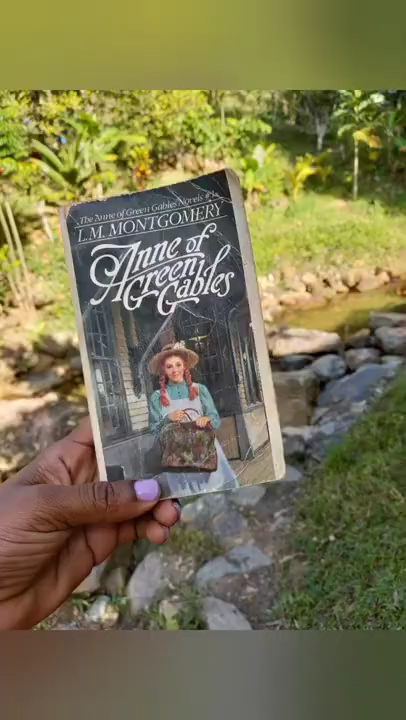 The Anne of Green Gables Novels #1
L.M. MONTGOMERY
Anne of
Green
Gables